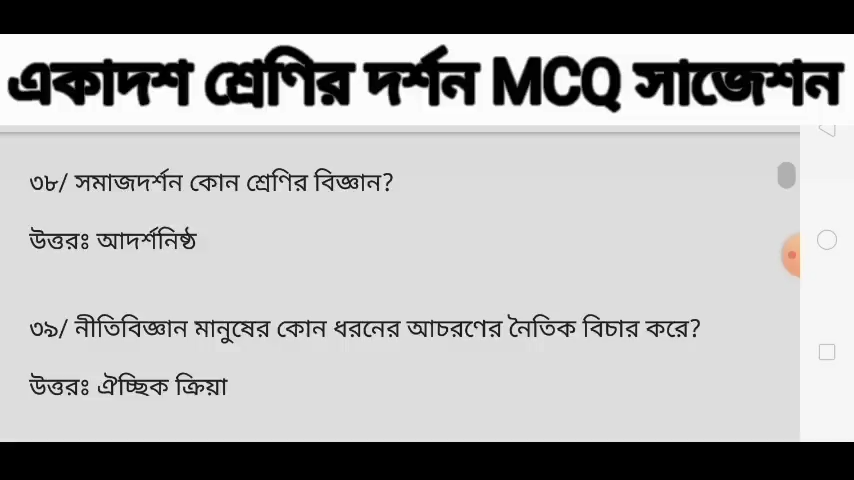 একাদশ শ্রেণির দর্শন MCQ সাজেশন
৩৮/ সমাজদর্শন কোন শ্রেণির বিজ্ঞান?
উত্তরঃ আদর্শনিষ্ঠ
৩৯/ নীতিবিজ্ঞান মানুষের কোন ধরনের আচরণের নৈতিক বিচার করে?
উত্তরঃ ঐচ্ছিক ক্রিয়া